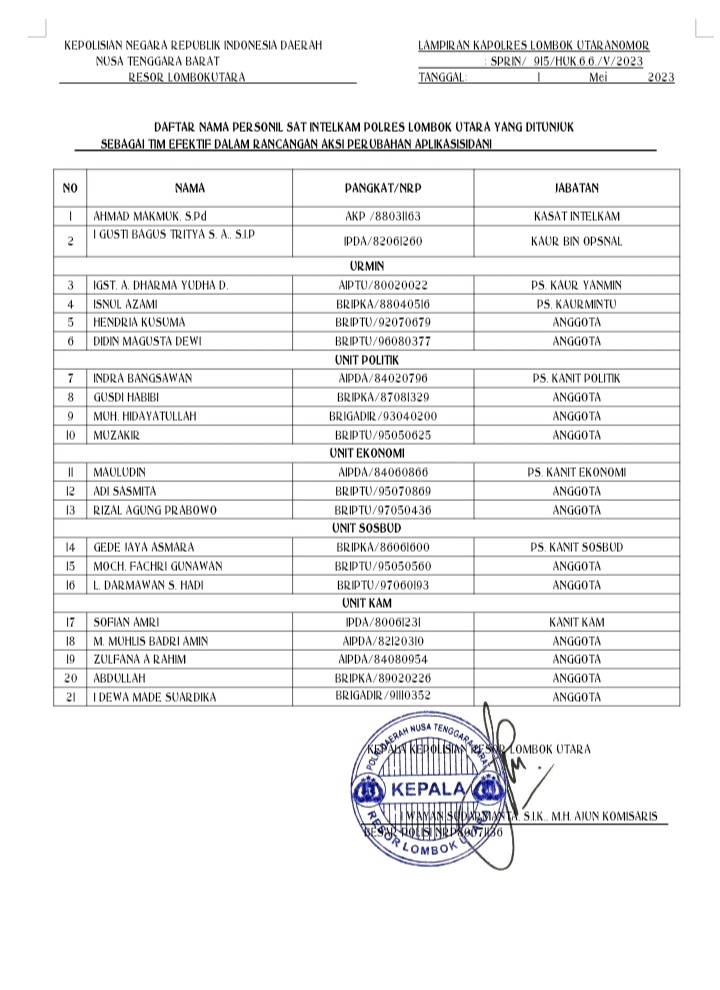 KEPOLISIAN NEGARA REPUBLIK INDONESIA DAERAH
NUSA TENGGARA BARAT
RESOR LOMBOKUTARA
LAMPIRAN KAPOLRES LOMBOK UTARANOMOR
: SPRIN/ 915/HUK.6.6./V/2023
TANGGAL: 1 Mei 2023
DAFTAR NAMA PERSONIL SAT INTELKAM POLRES LOMBOK UTARA YANG DITUNJUK
SEBAGAI TIM EFEKTIF DALAM RANCANGAN AKSI PERUBAHAN APLIKASISIDANI
NO NAMA PANGKAT/NRP JABATAN
1 AHMAD MAKMUK. S.Pd AKP /88031163 KASAT INTELKAM
2 I GUSTI BAGUS TRITYA S. A., S.I.P IPDA/82061260 KAUR BIN OPSNAL
URMIN
3 IGST. A. DHARMA YUDHA D. AIPTU/80020022 PS. KAUR YANMIN
4 ISNUL AZAMI BRIPKA/88040516 PS. KAURMINTU
5 HENDRIA KUSUMA BRIPTU/92070679 ANGGOTA
6 DIDIN MAGUSTA DEWI BRIPTU/96080377 ANGGOTA
UNIT POLITIK
7 INDRA BANGSAWAN AIPDA/84020796 PS. KANIT POLITIK
8 GUSDI HABIBI BRIPKA/87081329 ANGGOTA
9 MUH. HIDAYATULLAH BRIGADIR/93040200 ANGGOTA
10 MUZAKIR BRIPTU/95050625 ANGGOTA
UNIT EKONOMI
11 MAULUDIN AIPDA/84060866 PS. KANIT EKONOMI
12 ADI SASMITA BRIPTU/95070869 ANGGOTA
13 RIZAL AGUNG PRABOWO BRIPTU/97050436 ANGGOTA
UNIT SOSBUD
14 GEDE JAYA ASMARA BRIPKA/86061600 PS. KANIT SOSBUD
15 MOCH. FACHRI GUNAWAN BRIPTU/95050560 ANGGOTA
16 L. DARMAWAN S. HADI BRIPTU/97060193 ANGGOTA
UNIT KAM
17 SOFIAN AMRI IPDA/80061231 KANIT KAM
18 M. MUHLIS BADRI AMIN AIPDA/82120310 ANGGOTA
19 ZULFANA A RAHIM AIPDA/84080954 ANGGOTA
20 ABDULLAH BRIPKA/89020226 ANGGOTA
21 I DEWA MADE SUARDIKA BRIGADIR/91110352 ANGGOTA
KEPALA KEPOLISIAN RESOR LOMBOK UTARA
POLRI DAERAH NUSA TENGGARA BARAT
KEPALA
RESOR LOMBOK UTARA
I WAYAN SUDARMANTA, S.I.K., M.H. AJUN KOMISARIS
BESAR POLISI NRP